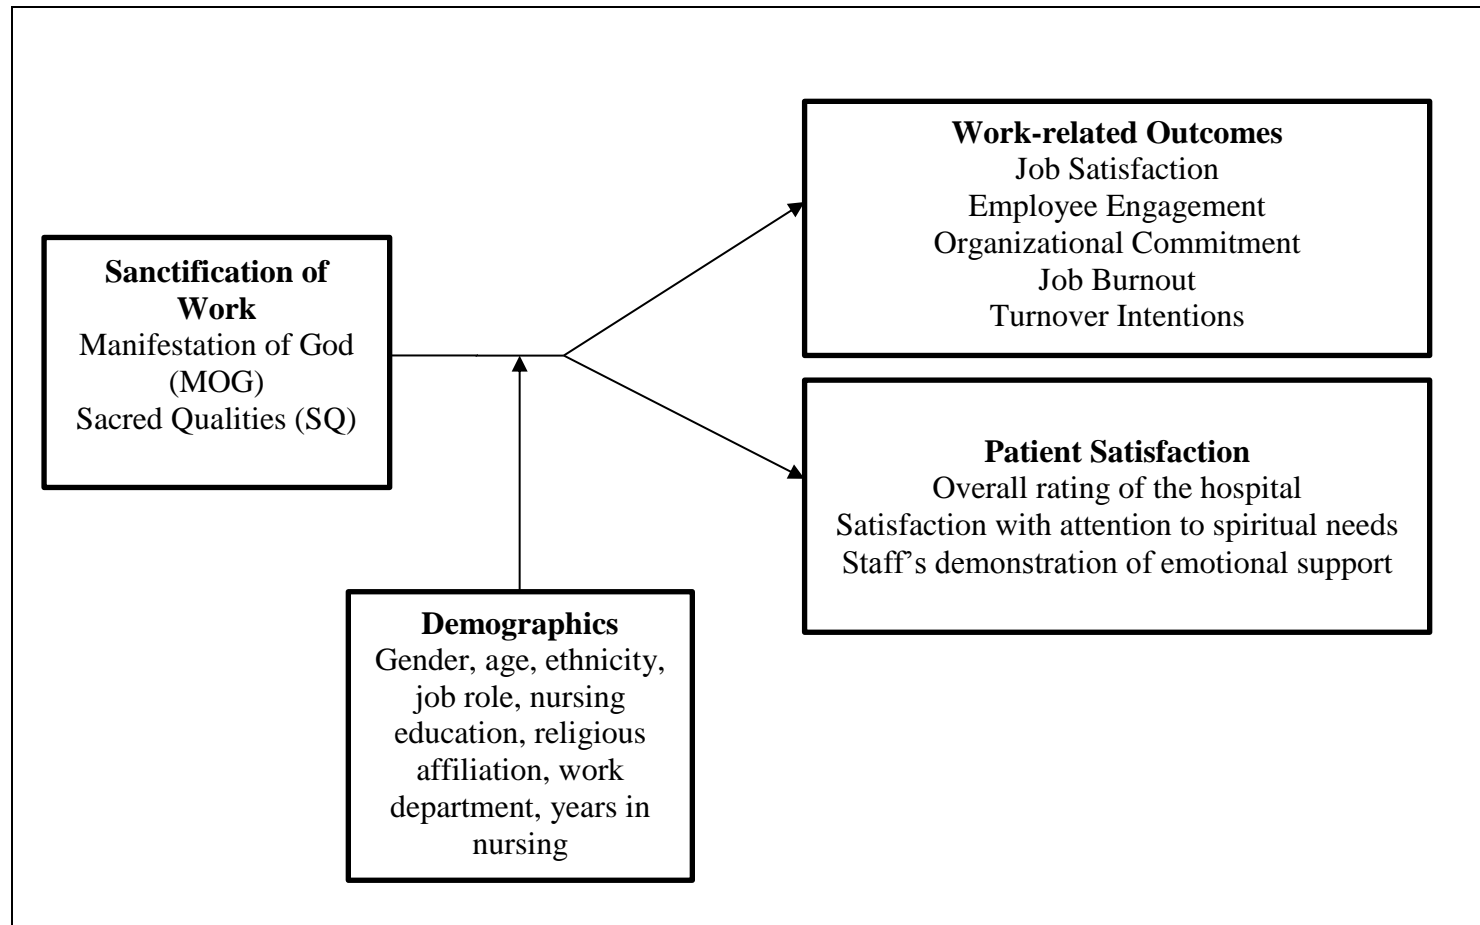 Sanctification of
Work
Manifestation of God
(MOG)
Sacred Qualities (SQ)
Work-related Outcomes
Job Satisfaction
Employee Engagement
Organizational Commitment
Job Burnout
Turnover Intentions
Patient Satisfaction
Overall rating of the hospital
Satisfaction with attention to spiritual needs
Staff’s demonstration of emotional support
Demographics
Gender, age, ethnicity,
job role, nursing
education, religious
affiliation, work
department, years in
nursing